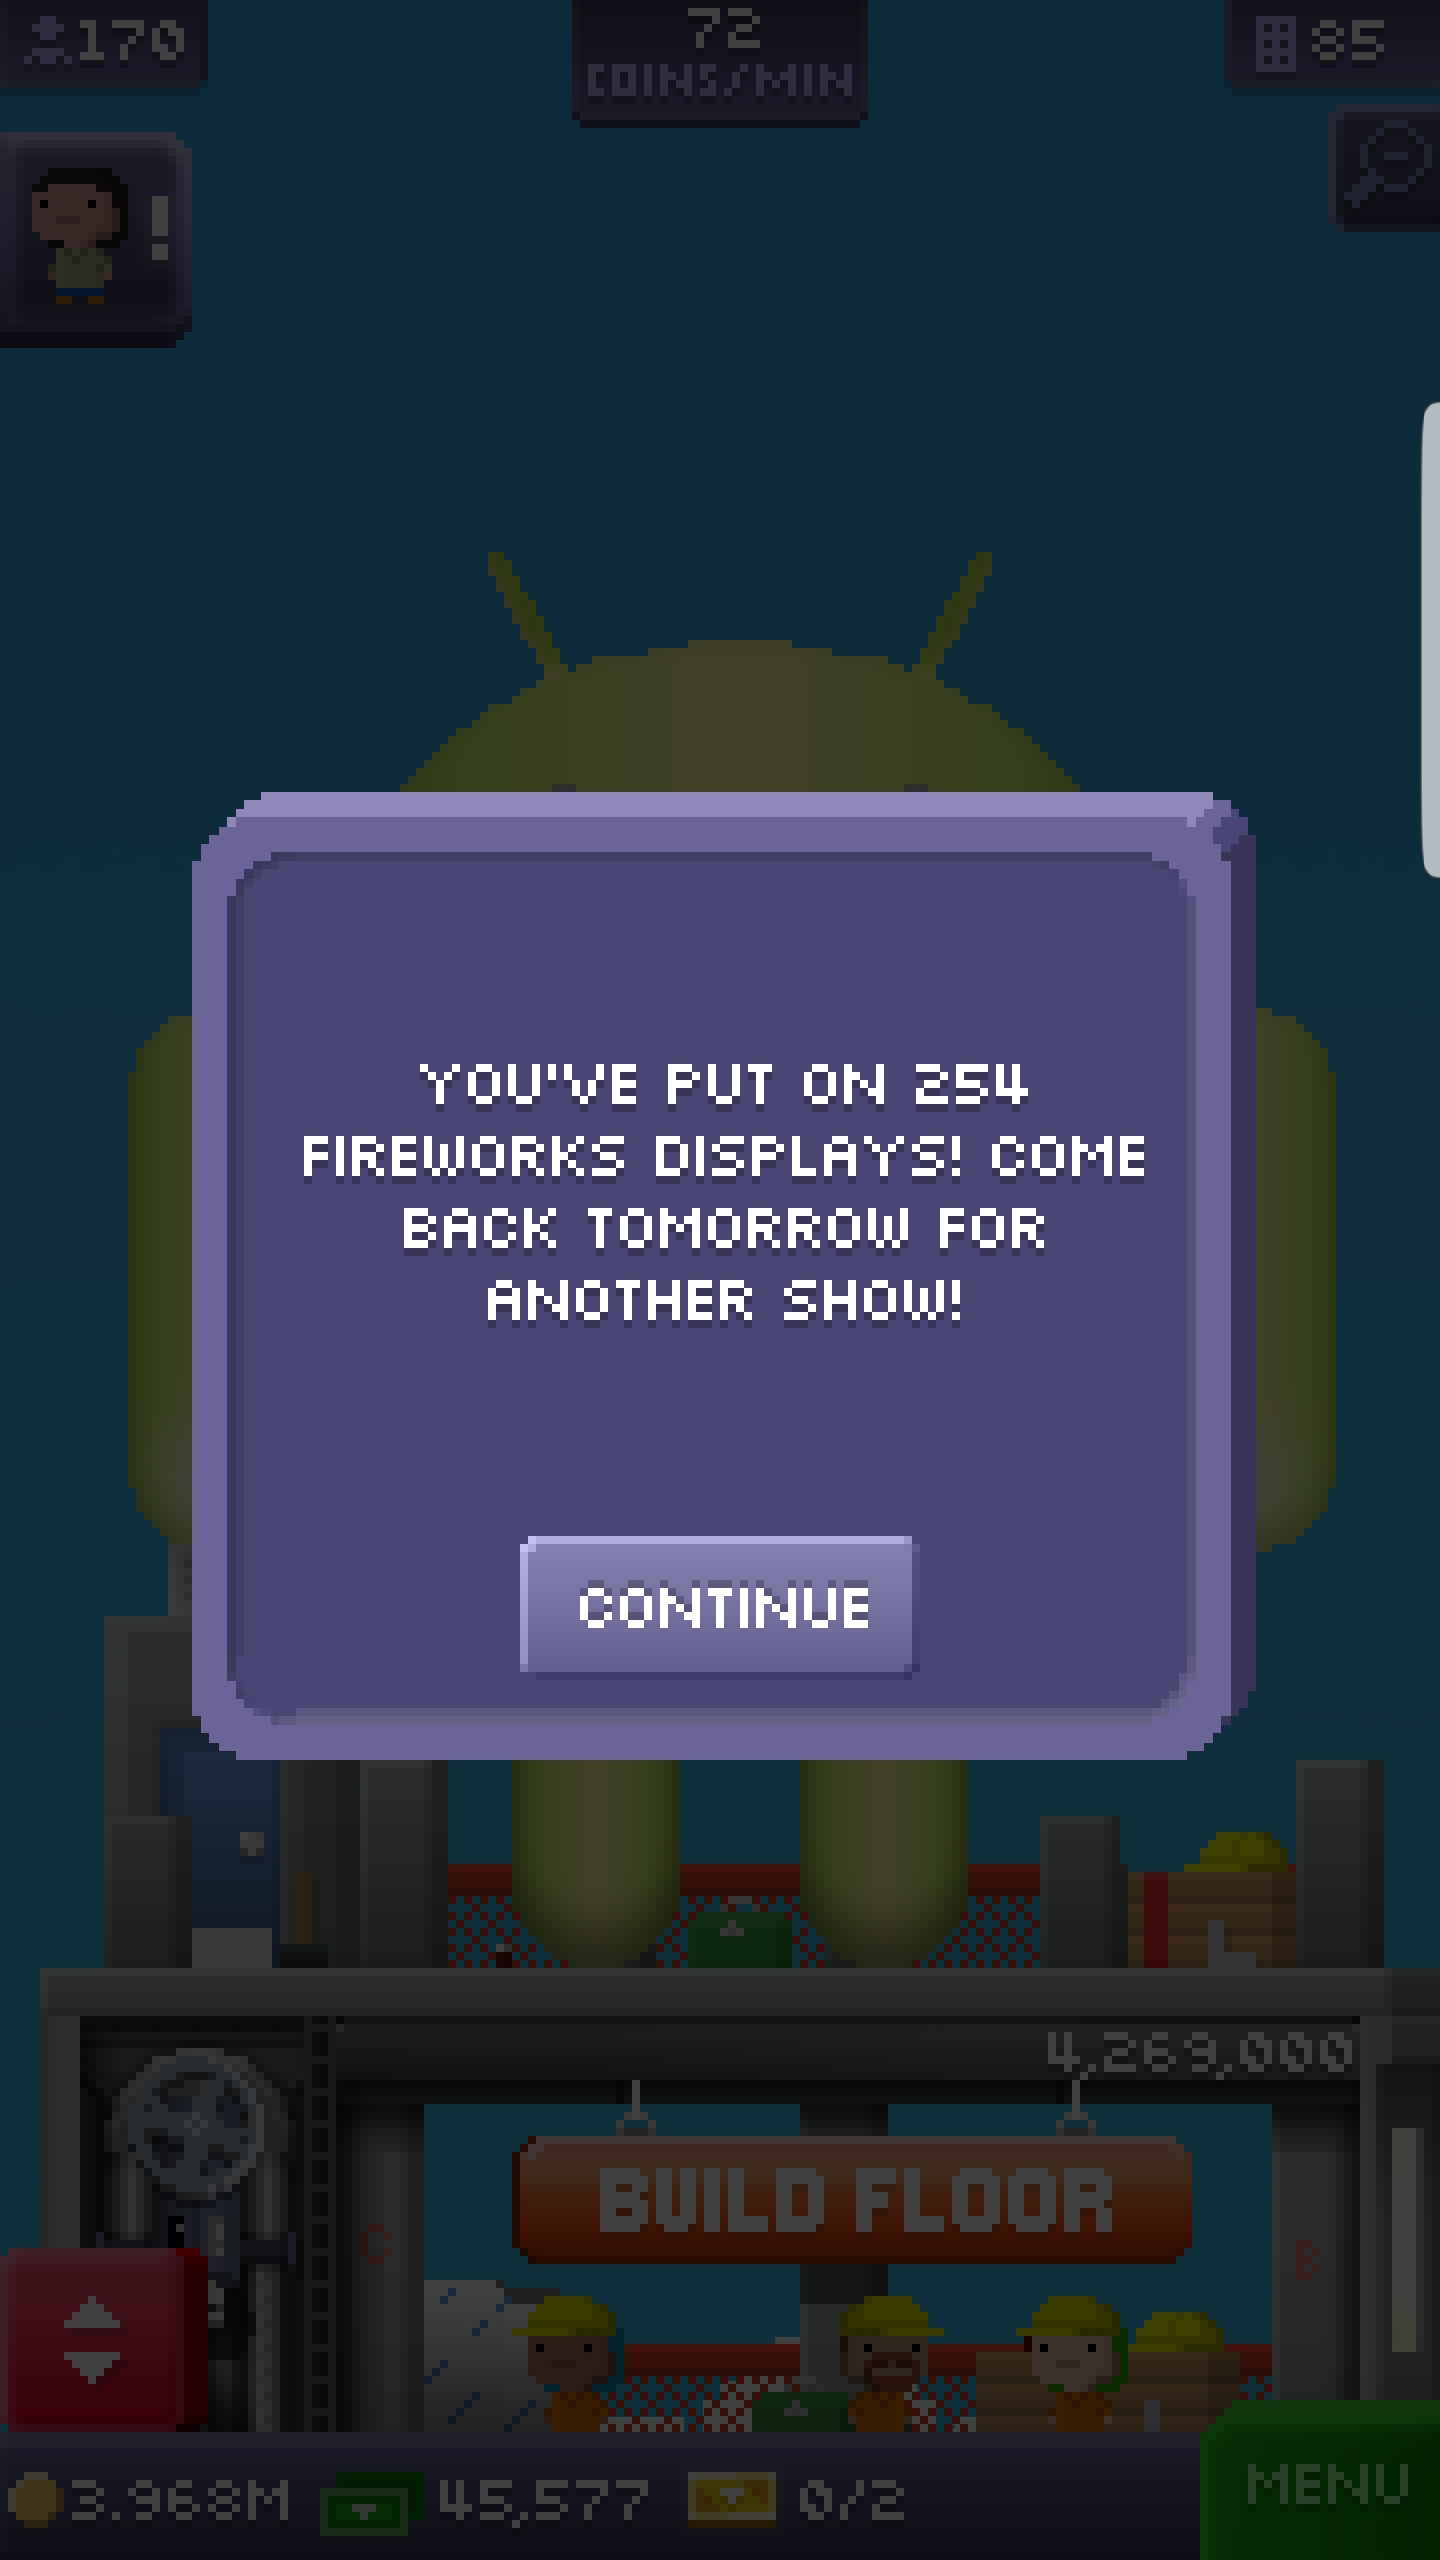 170
72
COINS/MIN
85
!
YOU'VE PUT ON 254
FIREWORKS DISPLAYS! COME
BACK TOMORROW FOR
ANOTHER SHOW!
CONTINUE
4,269,000
BUILD FLOOR
C
B
3.968M
45,577
0/2
MENU